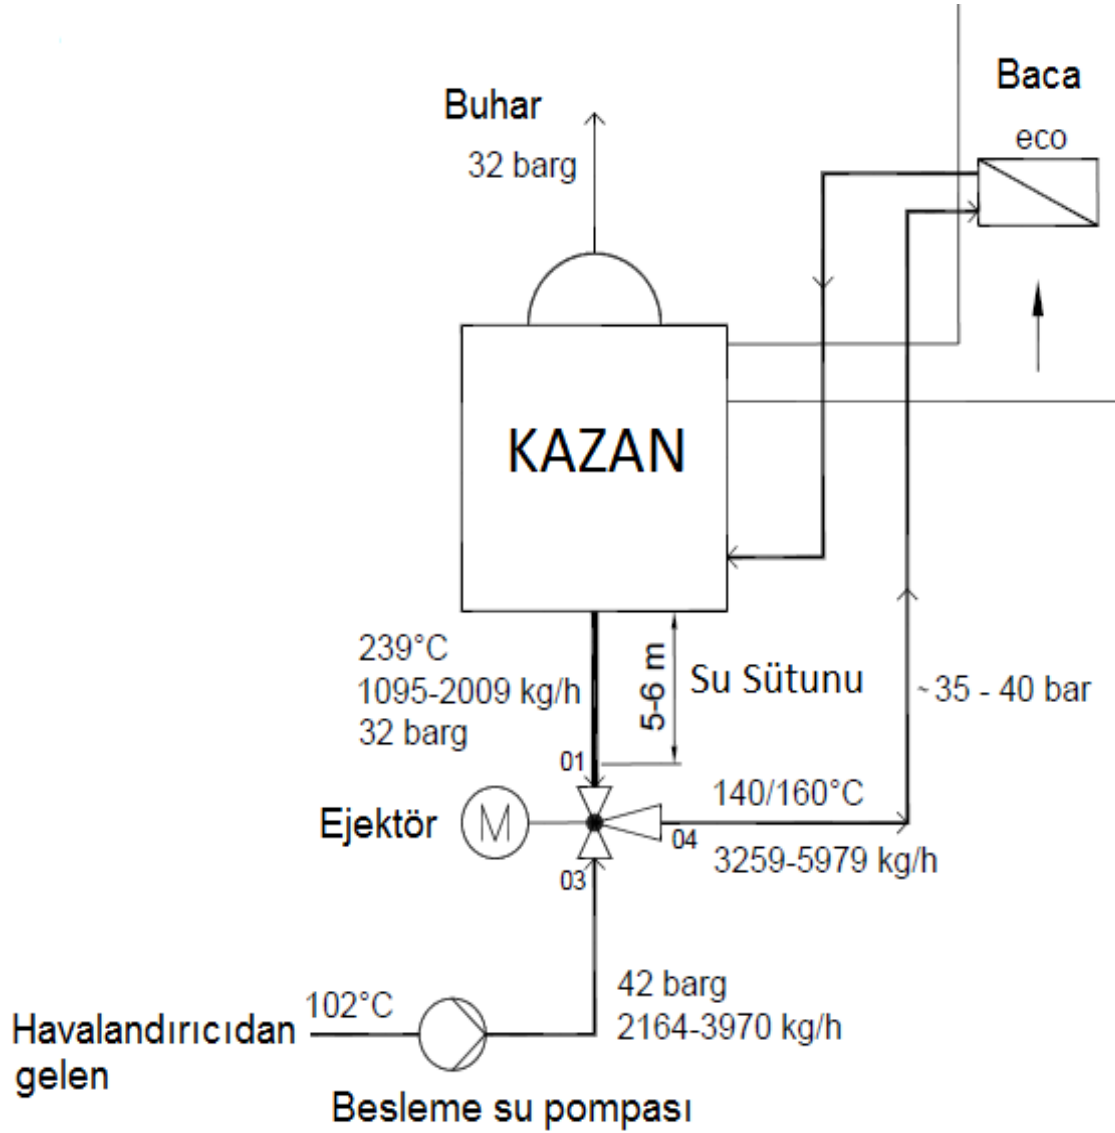 Baca
eco
Buhar
32 barg
KAZAN
239°C
1095-2009 kg/h
32 barg
5-6 m
Su Sütunu
~35 - 40 bar
01
140/160°C
Ejektör
M
04
3259-5979 kg/h
03
42 barg
2164-3970 kg/h
102°C
Havalandırıcıdan
gelen
Besleme su pompası